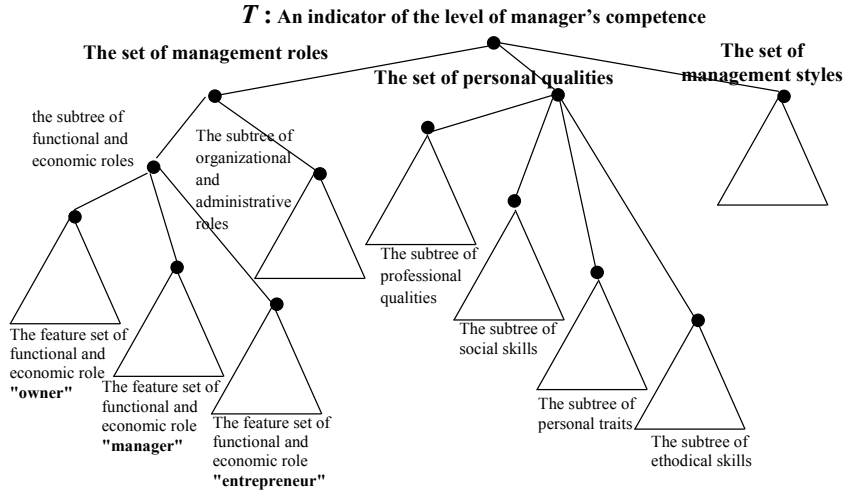 T : An indicator of the level of manager's competence
The set of management roles
The set of personal qualities
The set of
management styles
the subtree of
functional and
economic roles
The subtree of
organizational
and
administrative
roles
The subtree of
professional
qualities
The subtree of
social skills
The subtree of
personal traits
The subtree of
ethodical skills
The feature set of
functional and
economic role
"owner"
The feature set of
functional and
economic role
"manager"
The feature set of
functional and
economic role
"entrepreneur"